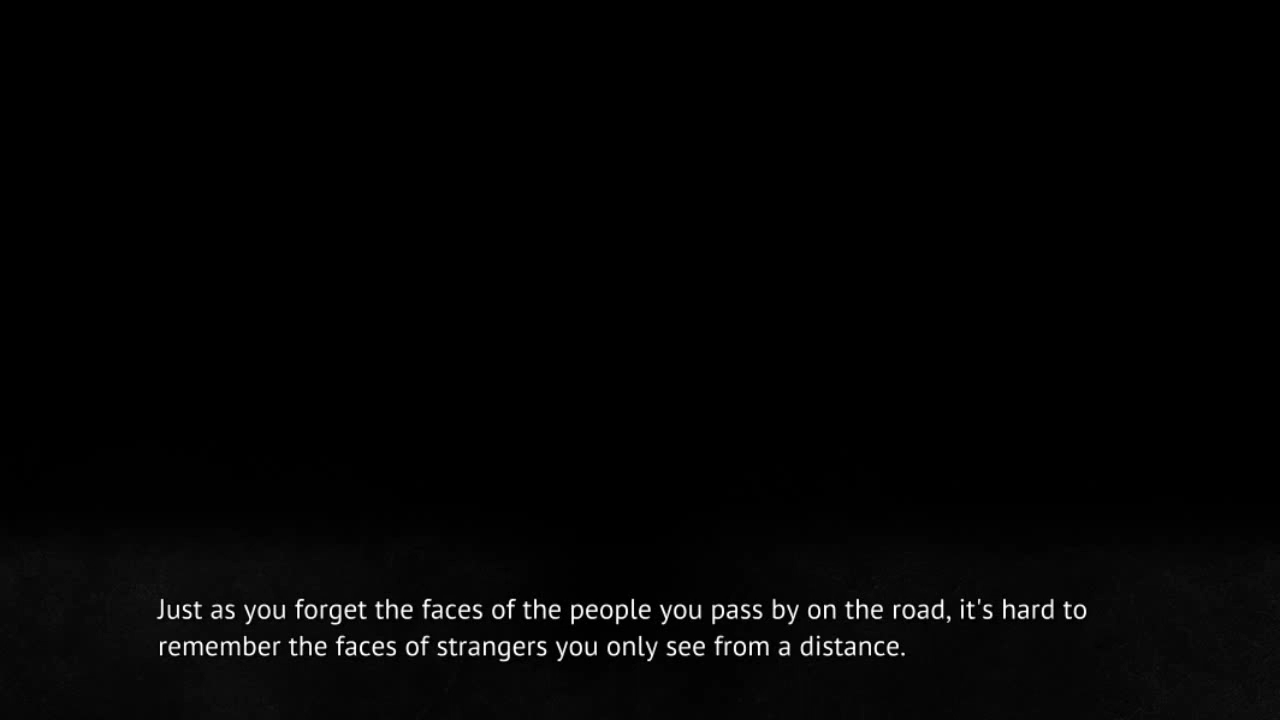 Just as you forget the faces of the people you pass by on the road, it's hard to
remember the faces of strangers you only see from a distance.